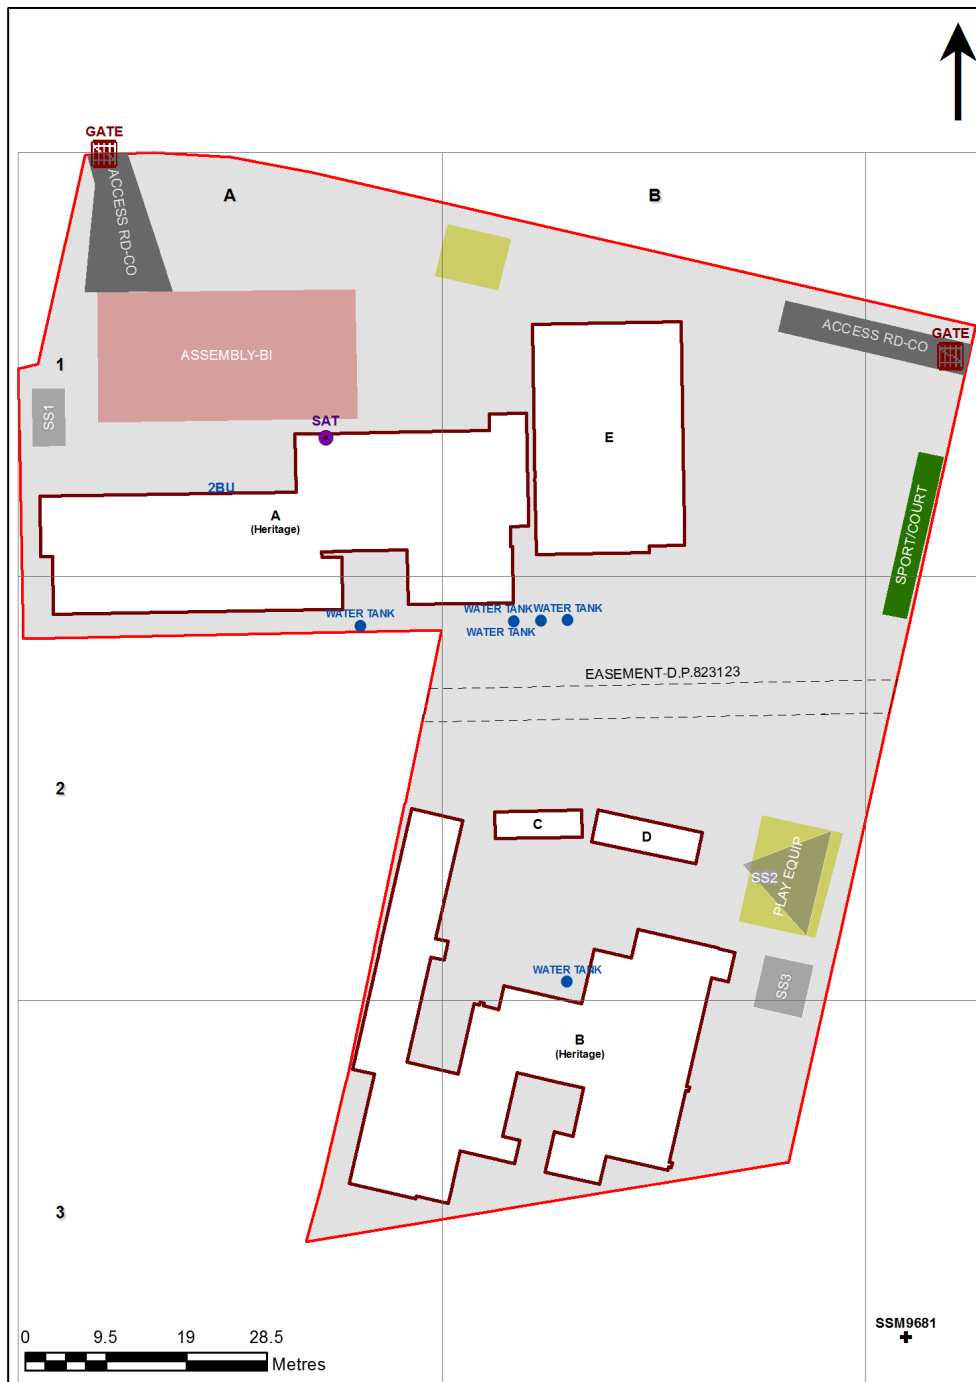 GATE
ACCESS RD-CO
A
B
ACCESS RD-CO
GATE
1
ASSEMBLY-BI
SS1
SAT
E
2BU
A
(Heritage)
SPORT/COURT
WATER TANK
WATER TANK
WATER TANK
WATER TANK
EASEMENT-D.P.823123
2
C
D
PLAY EQUIP
SS2
WATER TANK
SS3
B
(Heritage)
3
SSM9681
0 9.5 19 28.5
Metres